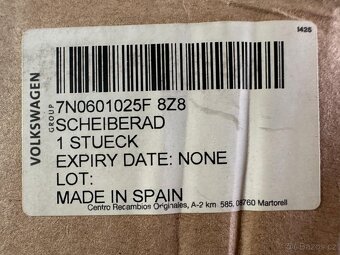 1425
VOLKSWAGEN
GROUP
7N0601025F 8Z8
SCHEIBERAD
1 STUECK
EXPIRY DATE: NONE
LOT:
MADE IN SPAIN
Centro Recambios Originales, A-2 km. 585, 08760 Martorell